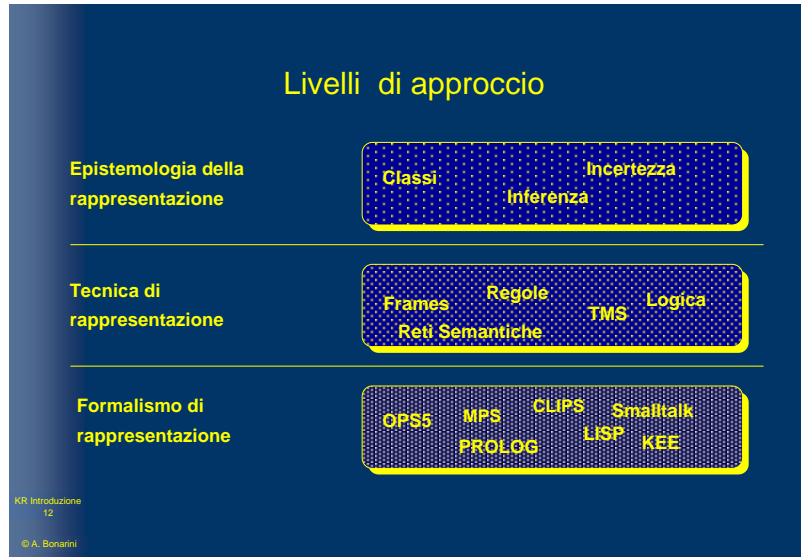 Livelli di approccio
Epistemologia della
rappresentazione
Classi
Incertezza
Inferenza
Tecnica di
rappresentazione
Frames
Regole
TMS
Logica
Reti Semantiche
Formalismo di
rappresentazione
OPS5
MPS
CLIPS
Smalltalk
PROLOG
LISP
KEE
KR Introduzione
12
© A. Bonarini